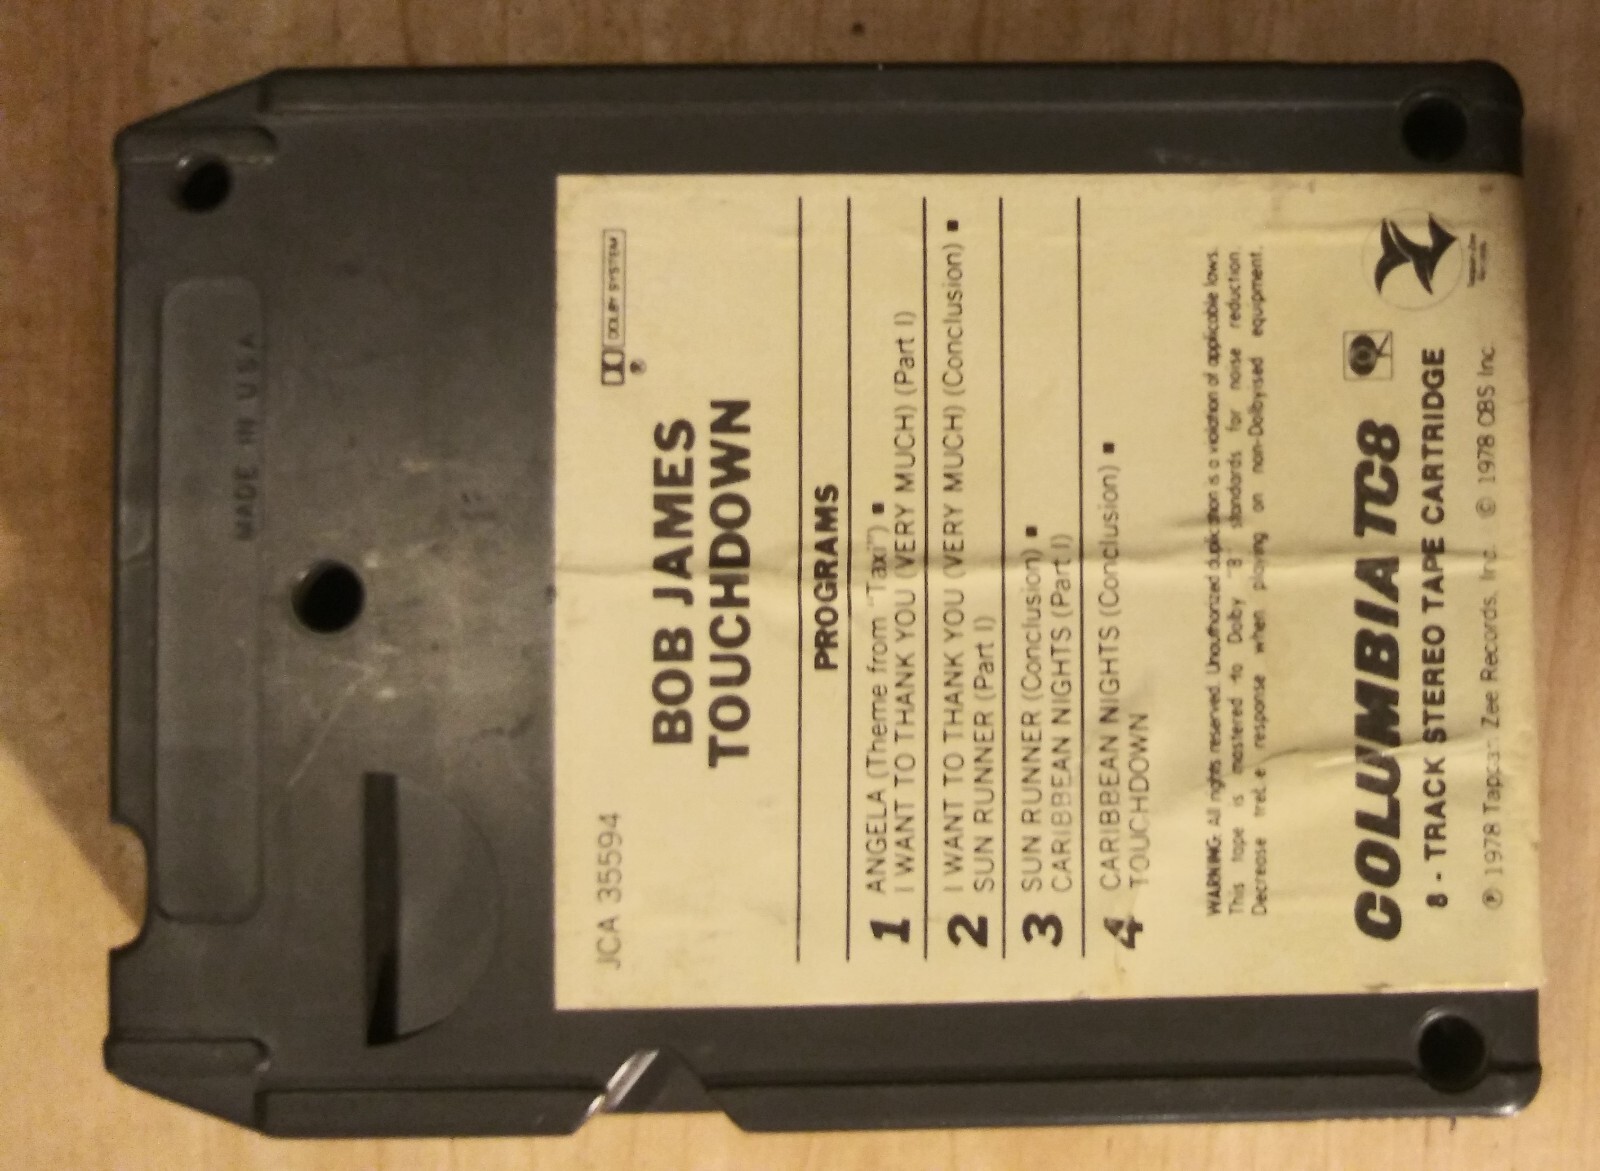 MADE IN U S A
JCA 35594
DOLBY SYSTEM
®
BOB JAMES
TOUCHDOWN
PROGRAMS
1 ANGELA (Theme from "Taxi") ■
I WANT TO THANK YOU (VERY MUCH) (Part I)
2 I WANT TO THANK YOU (VERY MUCH) (Conclusion) ■
SUN RUNNER (Part I)
3 SUN RUNNER (Conclusion) ■
CARIBBEAN NIGHTS (Part I)
4 CARIBBEAN NIGHTS (Conclusion) ■
TOUCHDOWN
WARNING: All rights reserved. Unauthorized duplication is a violation of applicable laws.
This tape is mastered to Dolby "B" standards for noise reduction.
Decrease treble response when playing on non-Dolbyised equipment.
COLUMBIA TC8
8 - TRACK STEREO TAPE CARTRIDGE
℗ 1978 Tappan Zee Records, Inc. © 1978 CBS Inc.